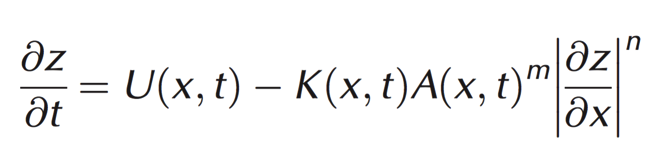 ∂z/∂t = U(x, t) − K(x, t)A(x, t)^m |∂z/∂x|^n